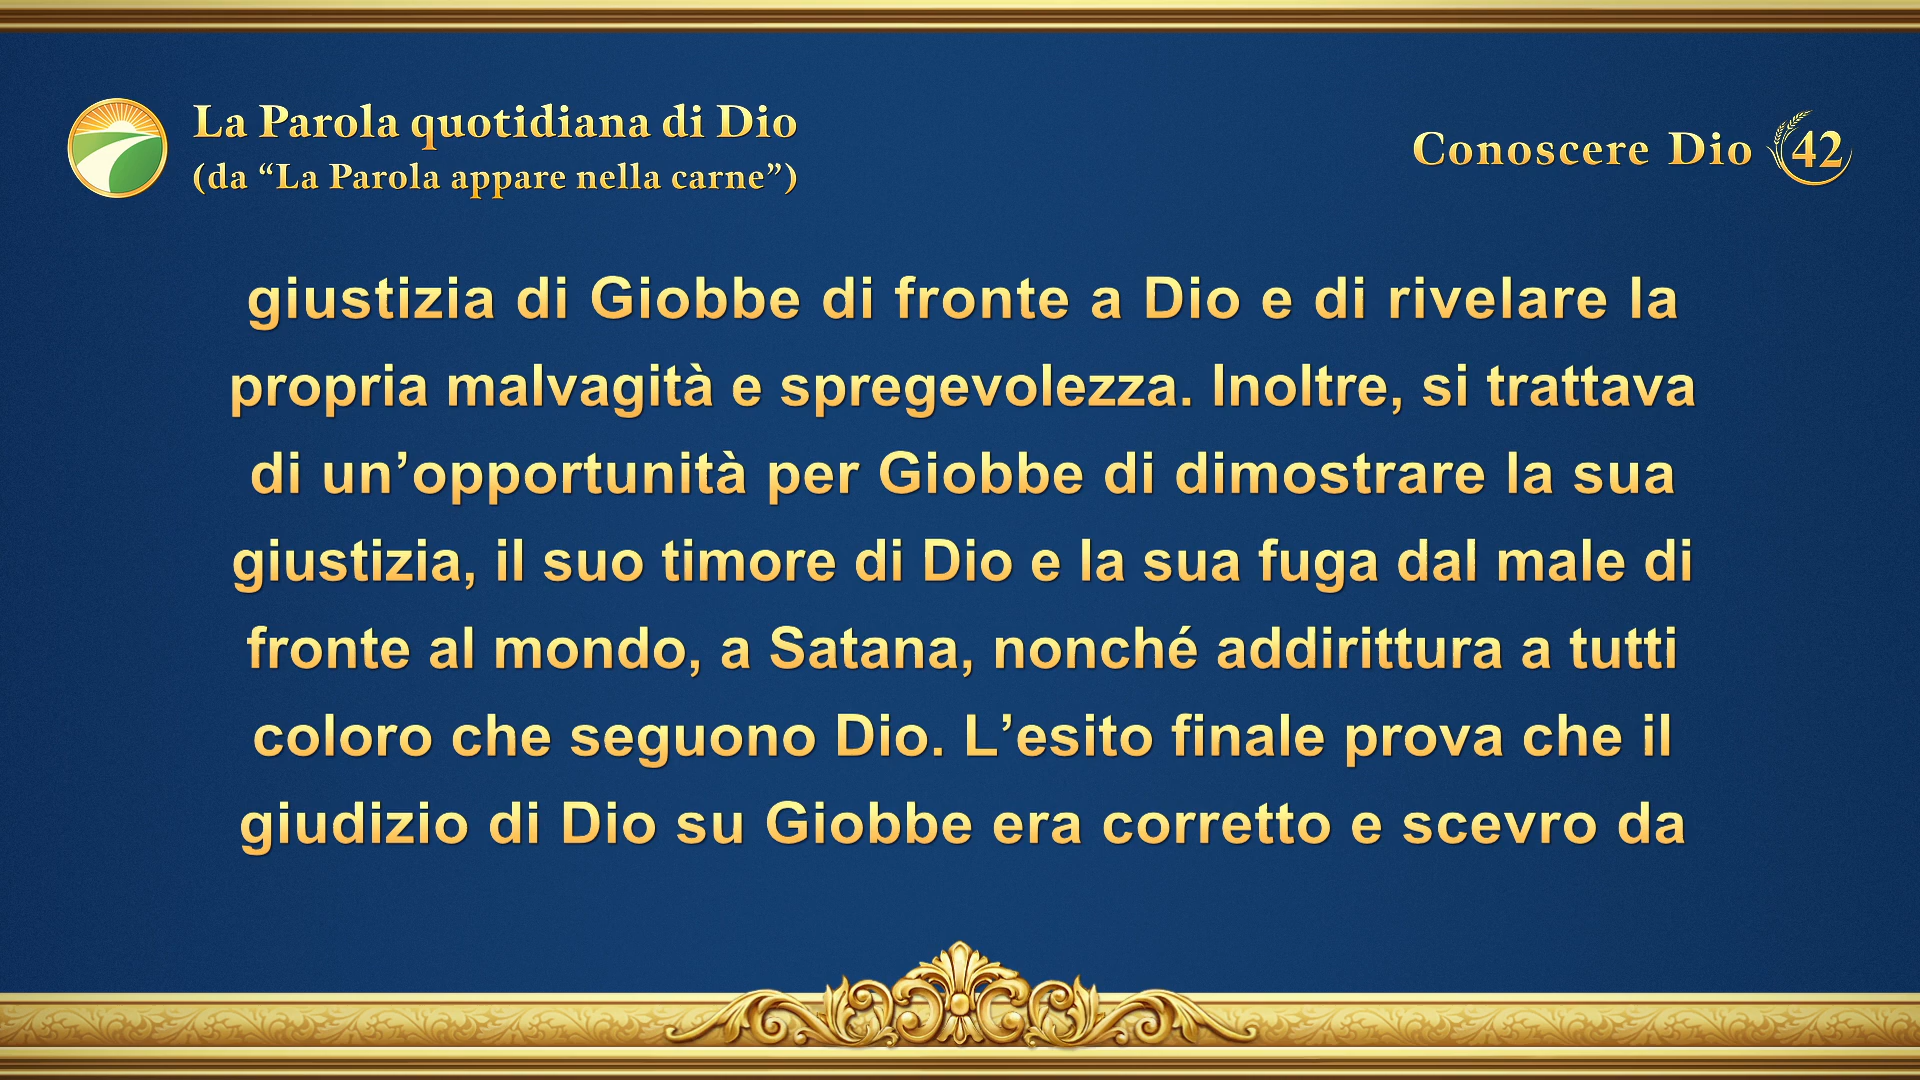 La Parola quotidiana di Dio
(da “La Parola appare nella carne”)
Conoscere Dio 42
giustizia di Giobbe di fronte a Dio e di rivelare la
propria malvagità e spregevolezza. Inoltre, si trattava
di un’opportunità per Giobbe di dimostrare la sua
giustizia, il suo timore di Dio e la sua fuga dal male di
fronte al mondo, a Satana, nonché addirittura a tutti
coloro che seguono Dio. L’esito finale prova che il
giudizio di Dio su Giobbe era corretto e scevro da